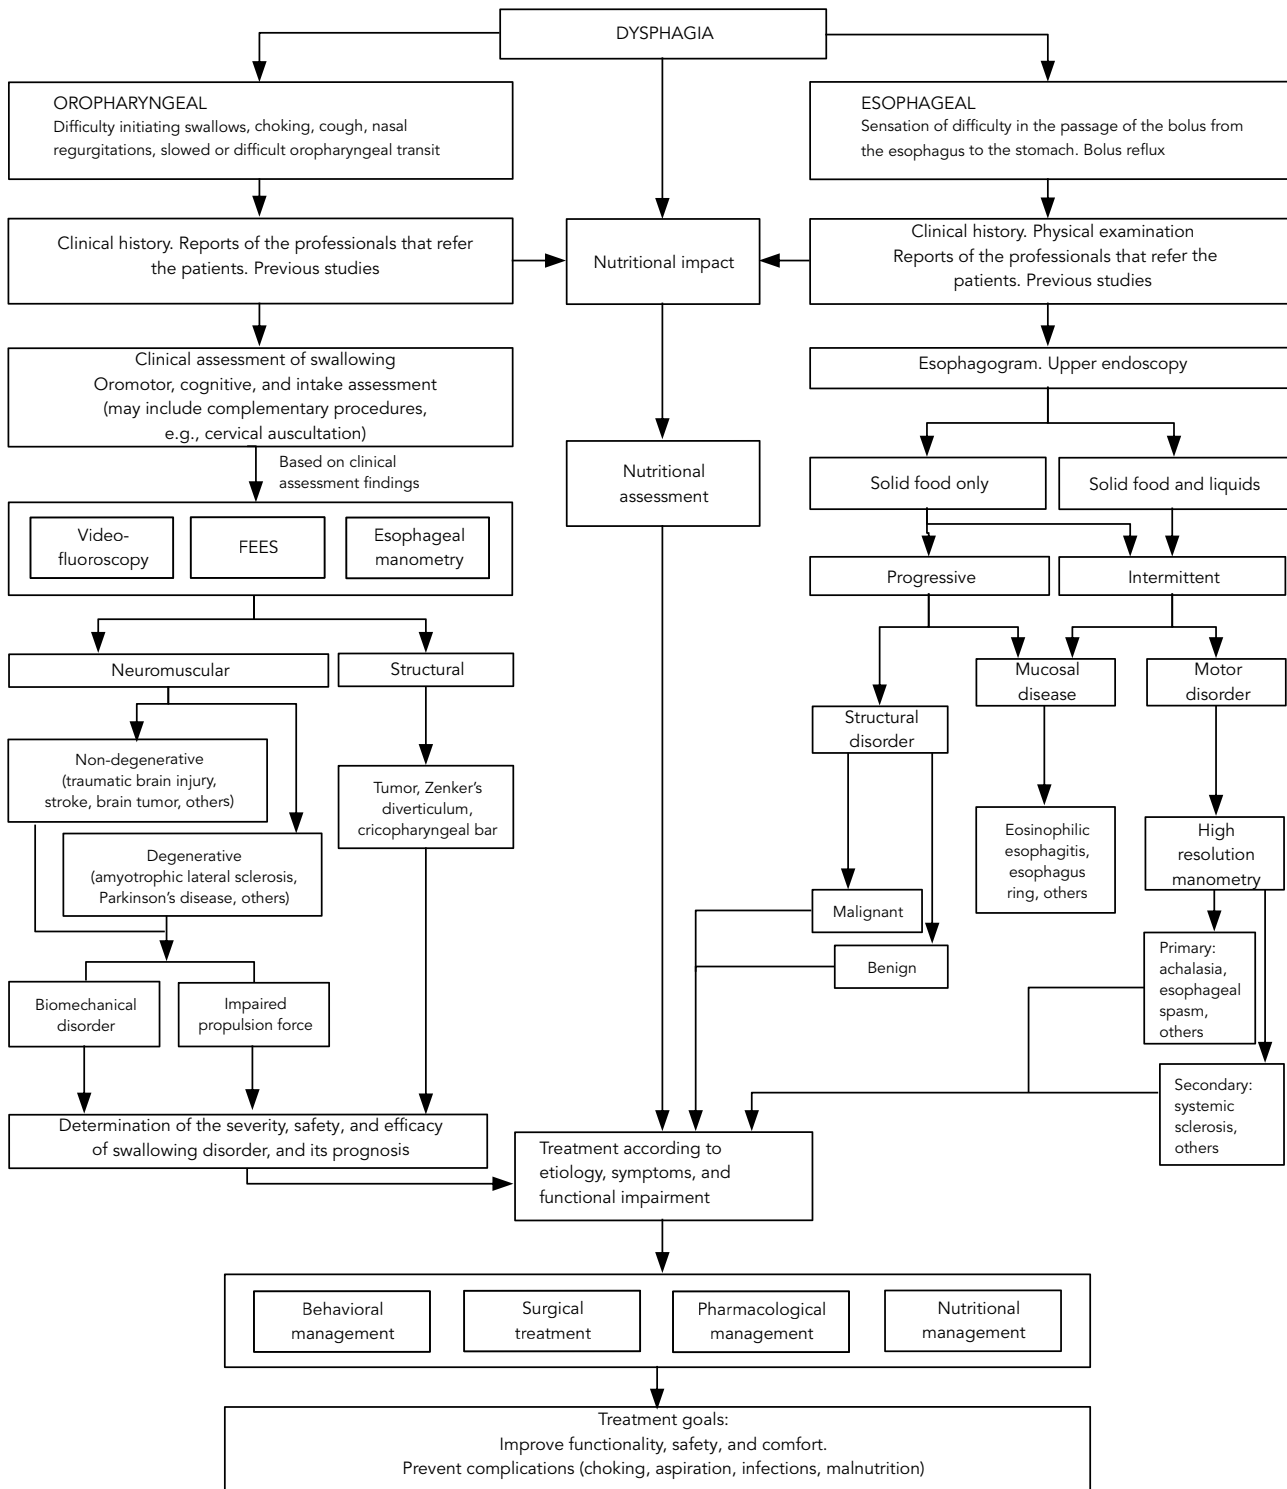 DYSPHAGIA
OROPHARYNGEAL
Difficulty initiating swallows, choking, cough, nasal
regurgitations, slowed or difficult oropharyngeal transit
ESOPHAGEAL
Sensation of difficulty in the passage of the bolus from
the esophagus to the stomach. Bolus reflux
Clinical history. Reports of the professionals that refer
the patients. Previous studies
Nutritional impact
Clinical history. Physical examination
Reports of the professionals that refer the
patients. Previous studies
Clinical assessment of swallowing
Oromotor, cognitive, and intake assessment
(may include complementary procedures,
e.g., cervical auscultation)
Esophagogram. Upper endoscopy
Based on clinical
assessment findings
Nutritional
assessment
Solid food only
Solid food and liquids
Video-
fluoroscopy
FEES
Esophageal
manometry
Progressive
Intermittent
Neuromuscular
Structural
Mucosal
disease
Motor
disorder
Structural
disorder
Non-degenerative
(traumatic brain injury,
stroke, brain tumor, others)
Tumor, Zenker's
diverticulum,
cricopharyngeal bar
Degenerative
(amyotrophic lateral sclerosis,
Parkinson's disease, others)
Eosinophilic
esophagitis,
esophagus
ring, others
High
resolution
manometry
Malignant
Benign
Primary:
achalasia,
esophageal
spasm,
others
Biomechanical
disorder
Impaired
propulsion force
Secondary:
systemic
sclerosis,
others
Determination of the severity, safety, and efficacy
of swallowing disorder, and its prognosis
Treatment according to
etiology, symptoms, and
functional impairment
Behavioral
management
Surgical
treatment
Pharmacological
management
Nutritional
management
Treatment goals:
Improve functionality, safety, and comfort.
Prevent complications (choking, aspiration, infections, malnutrition)